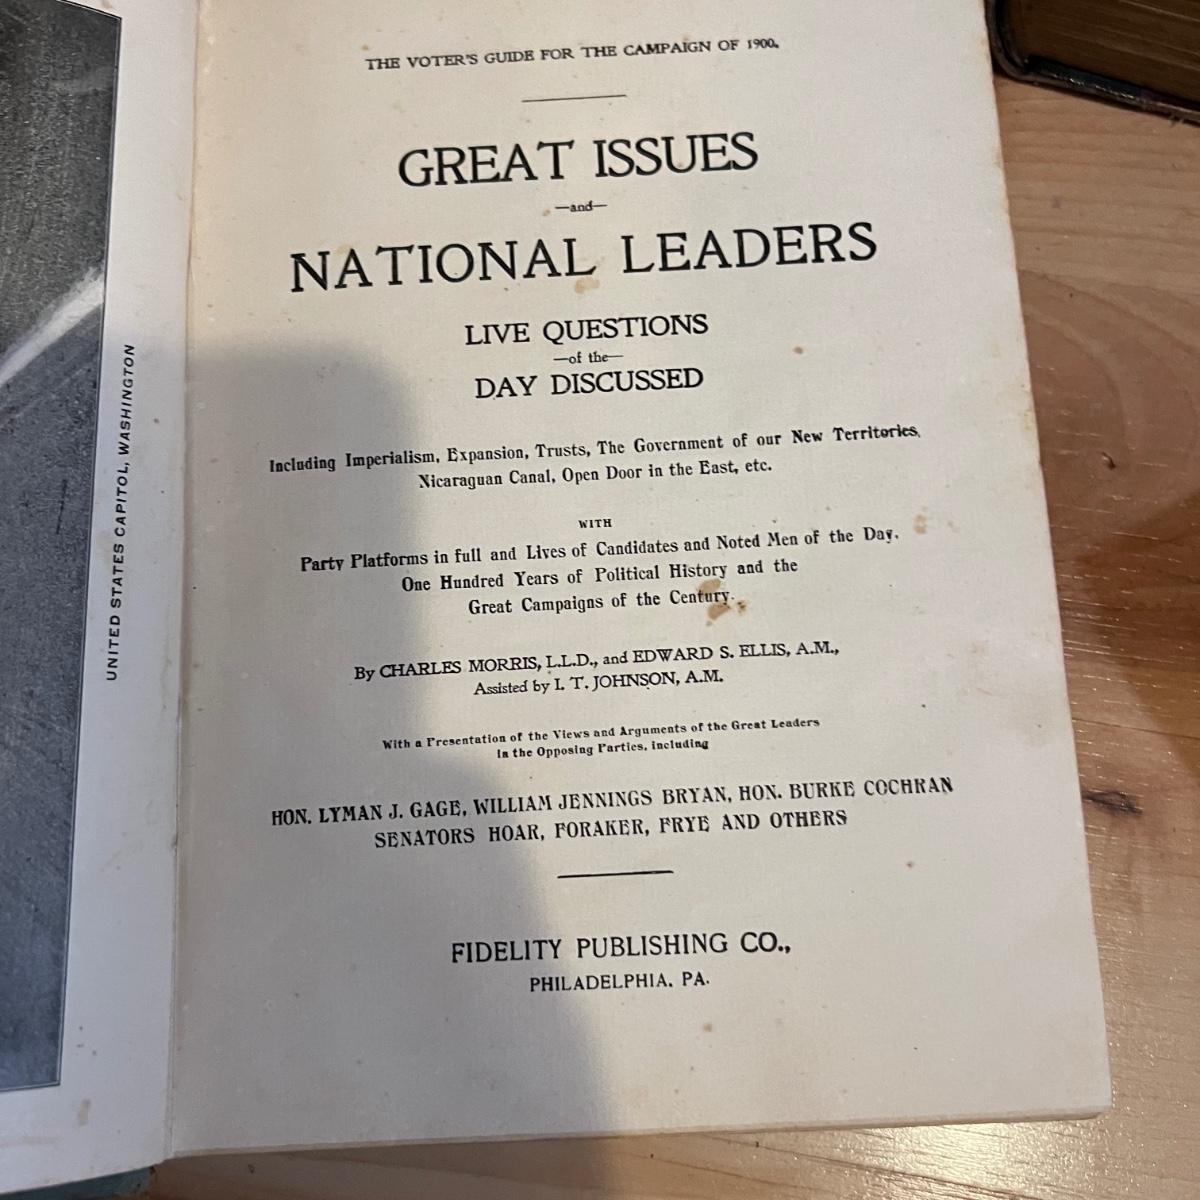 UNITED STATES CAPITOL, WASHINGTON
THE VOTER'S GUIDE FOR THE CAMPAIGN OF 1900.
GREAT ISSUES
—and—
NATIONAL LEADERS
LIVE QUESTIONS
—of the—
DAY DISCUSSED
Including Imperialism, Expansion, Trusts, The Government of our New Territories,
Nicaraguan Canal, Open Door in the East, etc.
WITH
Party Platforms in full and Lives of Candidates and Noted Men of the Day.
One Hundred Years of Political History and the
Great Campaigns of the Century.
By CHARLES MORRIS, L.L.D., and EDWARD S. ELLIS, A.M.,
Assisted by I. T. JOHNSON, A.M.
With a Presentation of the Views and Arguments of the Great Leaders
In the Opposing Parties, including
HON. LYMAN J. GAGE, WILLIAM JENNINGS BRYAN, HON. BURKE COCHRAN
SENATORS HOAR, FORAKER, FRYE AND OTHERS
FIDELITY PUBLISHING CO.,
PHILADELPHIA. PA.